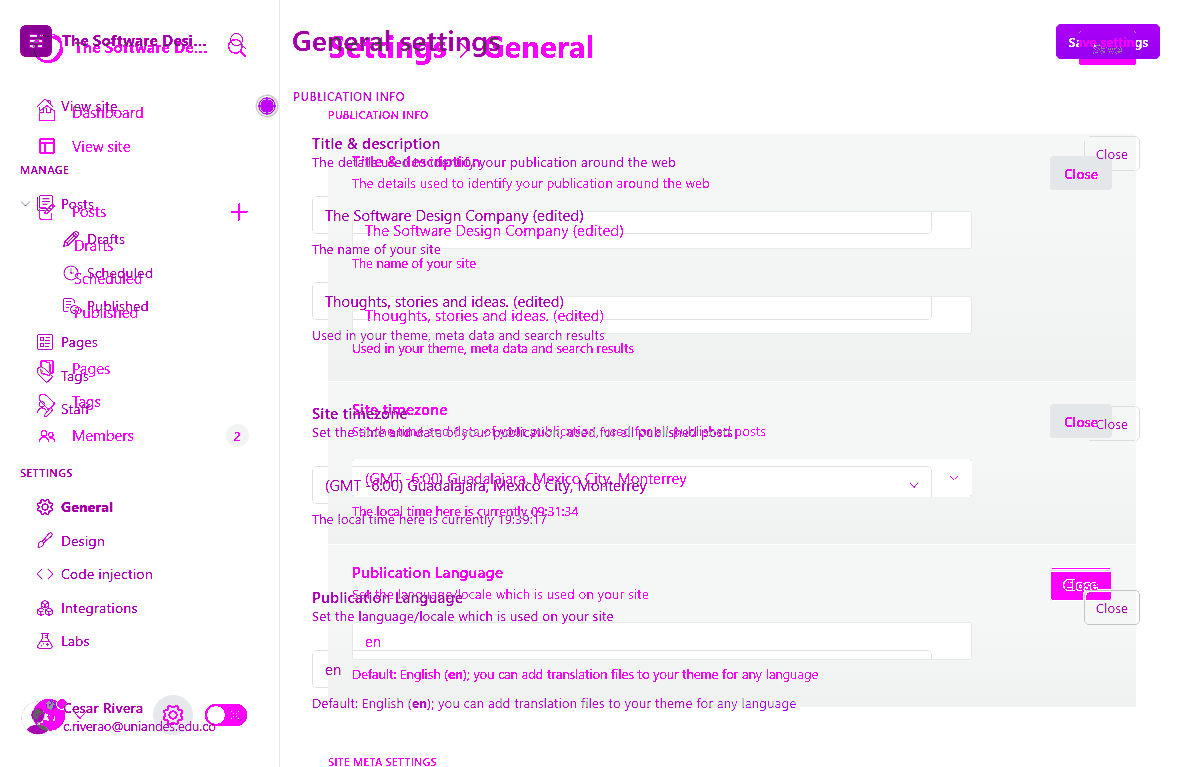 The Software Desi...
The Software De...
General settings
Settings > General
Save settings
View site
Dashboard
View site
MANAGE
Posts
Posts
Drafts
Drafts
Scheduled
Scheduled
Published
Published
Pages
Pages
Tags
Tags
Staff
Members
2
SETTINGS
General
Design
Code injection
Integrations
Labs
Cesar Rivera
c.riverao@uniandes.edu.co
PUBLICATION INFO
PUBLICATION INFO
Title & description
The details used to identify your publication around the web
Close
Title & description
The details used to identify your publication around the web
Close
The Software Design Company (edited)
The Software Design Company (edited)
The name of your site
The name of your site
Thoughts, stories and ideas. (edited)
Thoughts, stories and ideas. (edited)
Used in your theme, meta data and search results
Used in your theme, meta data and search results
Site timezone
Close
Site timezone
Close
Set the time and date of your publication, used for all published posts
Set the time and date of your publication, used for all published posts
(GMT -6:00) Guadalajara, Mexico City, Monterrey
(GMT -6:00) Guadalajara, Mexico City, Monterrey
The local time here is currently 09:31:34
The local time here is currently 19:39:17
Publication Language
Close
Set the language/locale which is used on your site
Publication Language
Close
Set the language/locale which is used on your site
en
en
Default: English (en); you can add translation files to your theme for any language
Default: English (en); you can add translation files to your theme for any language
SITE META SETTINGS